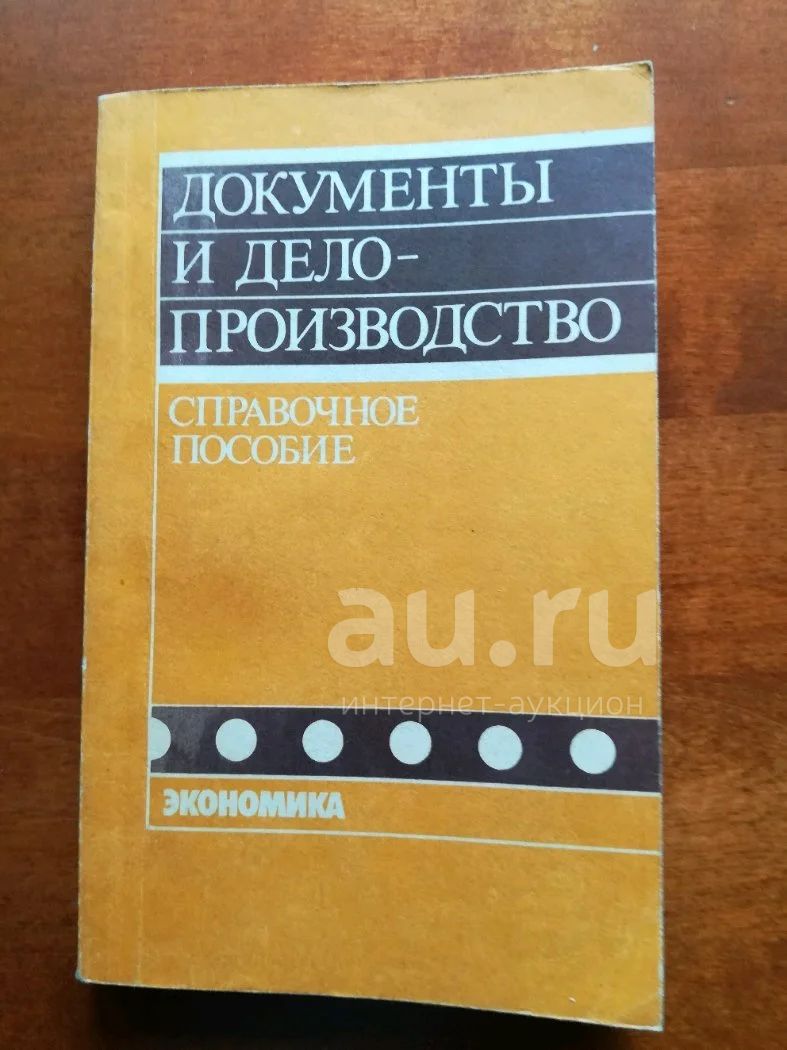 ДОКУМЕНТЫ
И ДЕЛО-
ПРОИЗВОДСТВО
СПРАВОЧНОЕ
ПОСОБИЕ
au.ru
интернет-аукцион
ЭКОНОМИКА